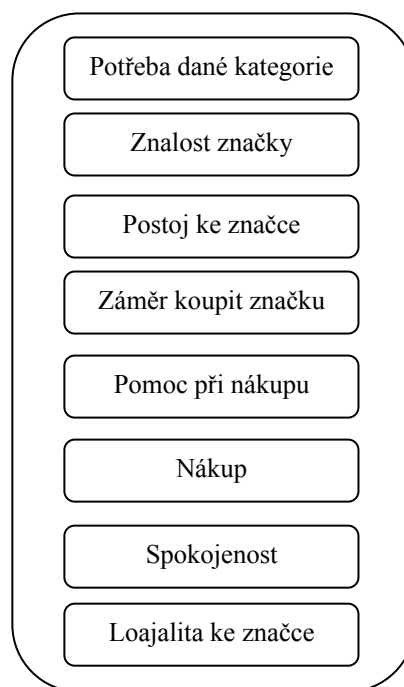 Potřeba dané kategorie
Znalost značky
Postoj ke značce
Záměr koupit značku
Pomoc při nákupu
Nákup
Spokojenost
Loajalita ke značce